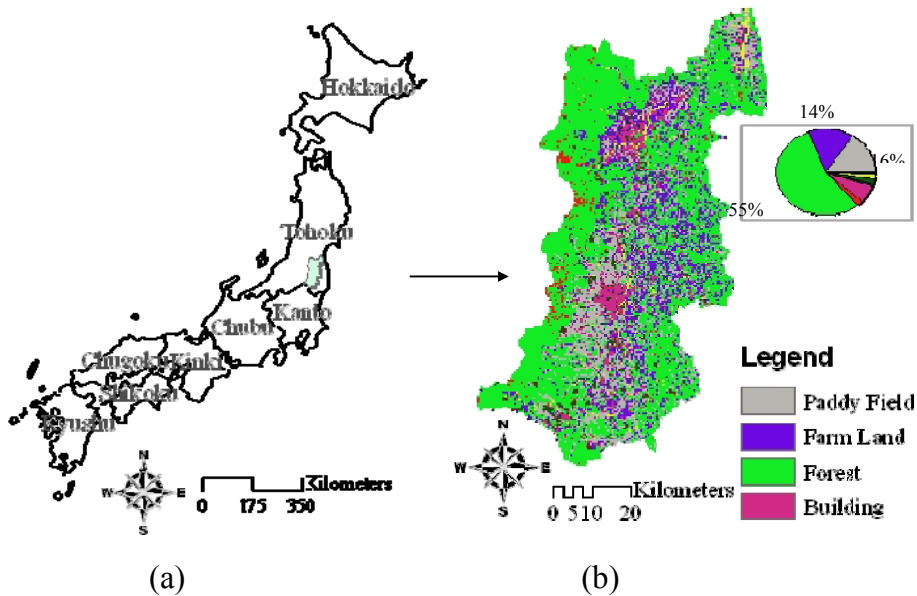 Hokkaido
Tohoku
Kanto
Chubu
Chugoku
Kinki
Shikoku
Kyushu
N
W E
S
Kilometers
0 175 350
(a)
14%
16%
55%
Legend
Paddy Field
Farm Land
Forest
Building
N
W E
S
Kilometers
0 5 10 20
(b)